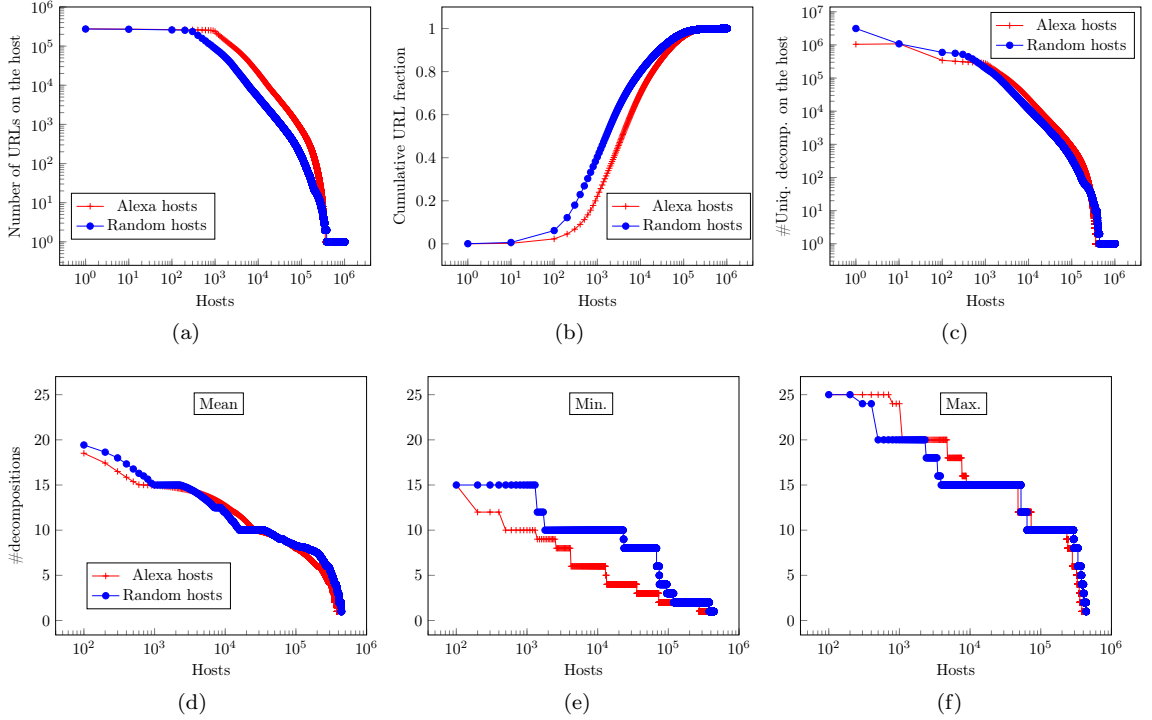 10^6
10^5
10^4
10^3
10^2
10^1
10^0
Number of URLs on the host
Alexa hosts
Random hosts
10^0 10^1 10^2 10^3 10^4 10^5 10^6
Hosts
(a)
1
0.8
0.6
0.4
0.2
0
Cumulative URL fraction
Alexa hosts
Random hosts
10^0 10^1 10^2 10^3 10^4 10^5 10^6
Hosts
(b)
10^7
10^6
10^5
10^4
10^3
10^2
10^1
10^0
#Uniq. decomp. on the host
Alexa hosts
Random hosts
10^0 10^1 10^2 10^3 10^4 10^5 10^6
Hosts
(c)
25
20
15
10
5
0
#decompositions
Mean
Alexa hosts
Random hosts
10^2 10^3 10^4 10^5 10^6
Hosts
(d)
25
20
15
10
5
0
Min.
10^2 10^3 10^4 10^5 10^6
Hosts
(e)
25
20
15
10
5
0
Max.
10^2 10^3 10^4 10^5 10^6
Hosts
(f)